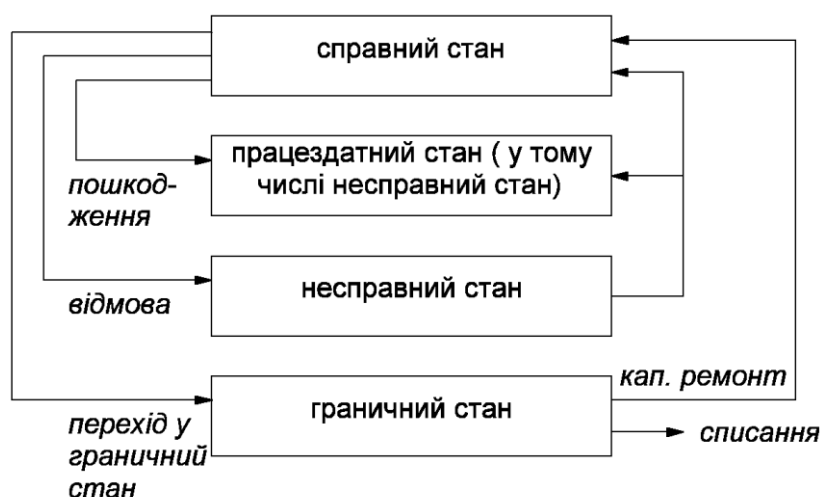 справний стан
працездатний стан ( у тому
числі несправний стан)
пошкод-
ження
несправний стан
відмова
граничний стан
кап. ремонт
списання
перехід у
граничний
стан